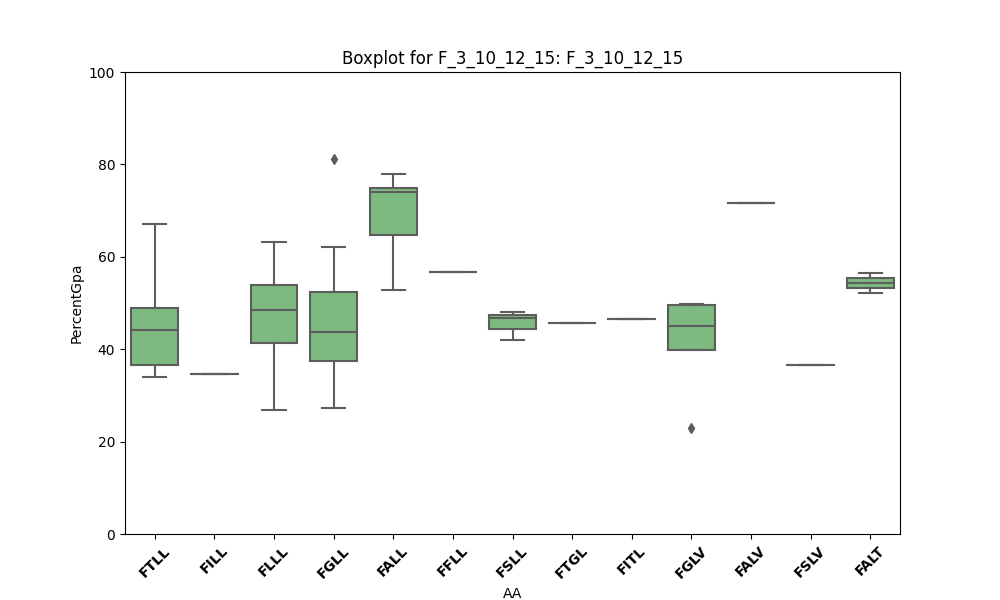 Boxplot for F_3_10_12_15: F_3_10_12_15
100
80
60
40
20
0
PercentGpa
FTLL FILL FLLL FGLL FALL FFLL FSLL FTGL FITL FGLV FALV FSLV FALT
AA